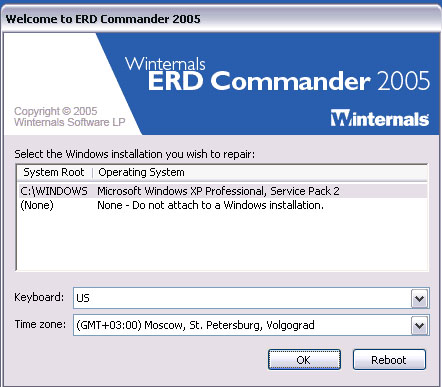 Welcome to ERD Commander 2005
Winternals
ERD Commander 2005
Copyright © 2005
Winternals Software LP
Winternals®
Select the Windows installation you wish to repair:
System Root Operating System
C:\WINDOWS Microsoft Windows XP Professional, Service Pack 2
(None) None - Do not attach to a Windows installation.
Keyboard: US
Time zone: (GMT+03:00) Moscow, St. Petersburg, Volgograd
OK Reboot